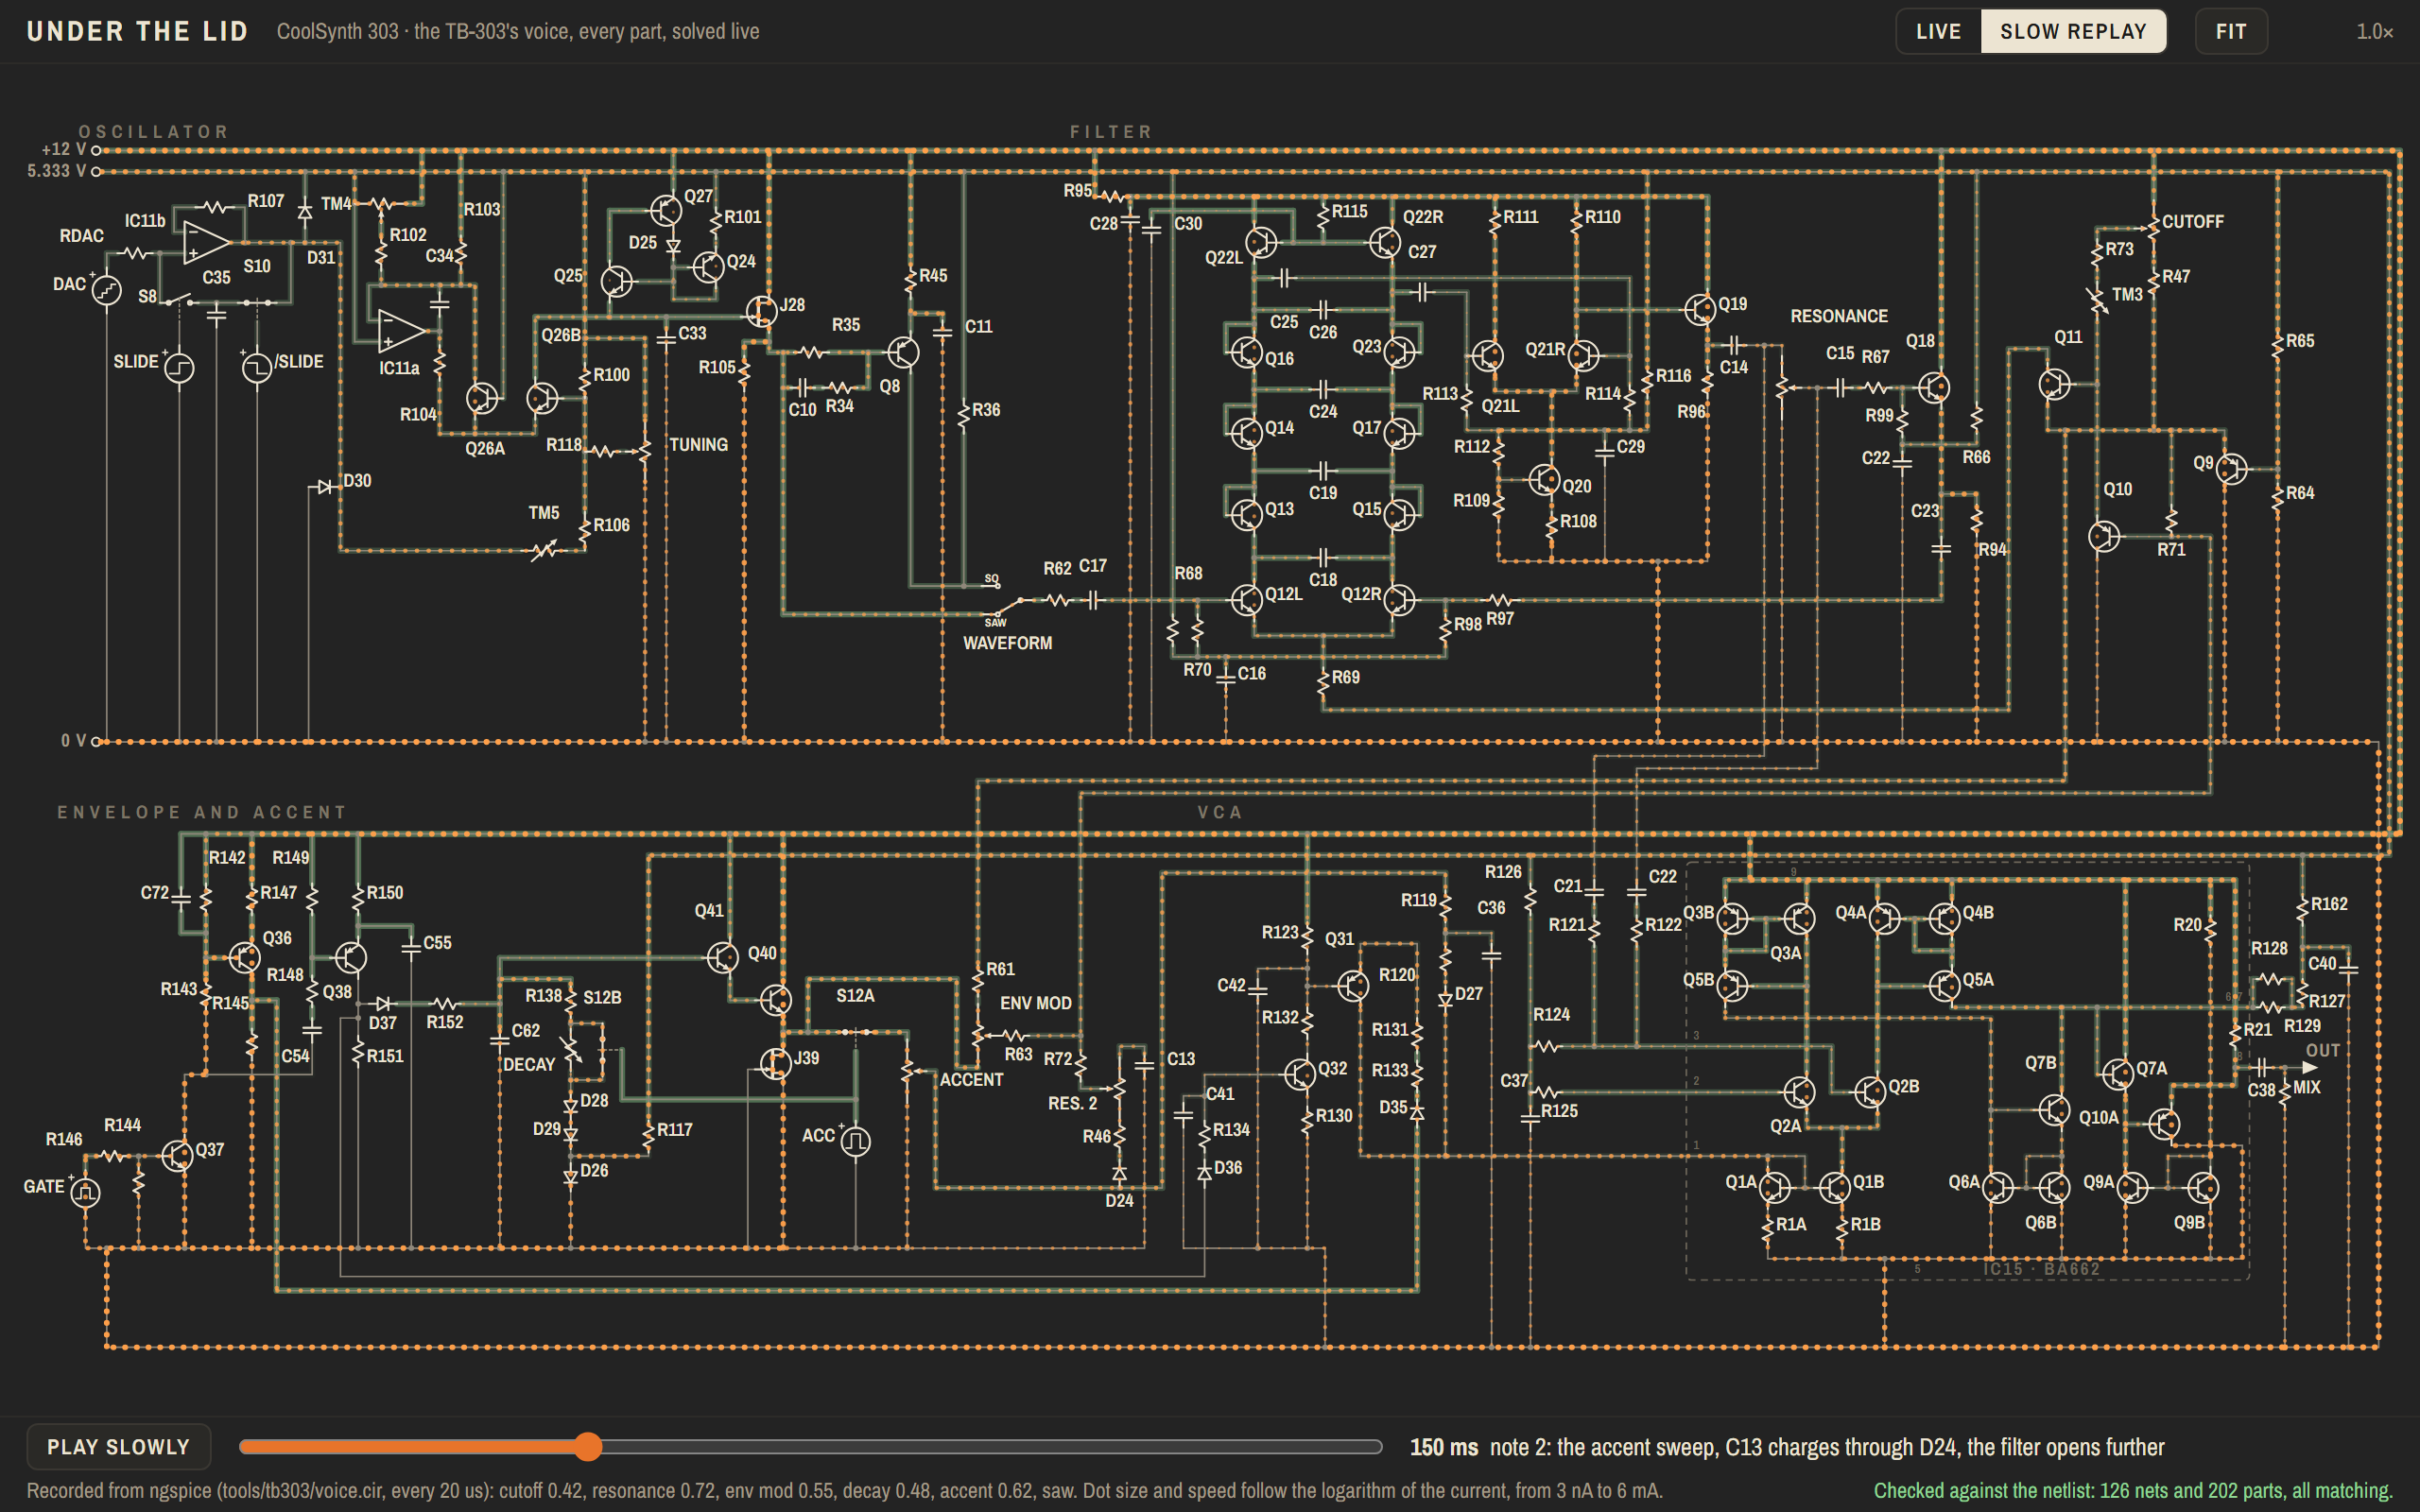 UNDER THE LID CoolSynth 303 · the TB-303's voice, every part, solved live LIVE SLOW REPLAY FIT 1.0×
OSCILLATOR FILTER
+12 V
5.333 V
R95
R107 TM4 R103 Q27 R101 C28 C30 R115 Q22R R111 R110 CUTOFF
IC11b
RDAC R102 D25 Q22L C27 R73
C35 S10 D31 C34 Q25 Q24 R45 R47
DAC S8 TM3
J28 Q19
Q26B C33 R35 C11 C25 C26 RESONANCE
SLIDE /SLIDE IC11a R105 Q8 Q16 Q23 Q21R C15 R67 Q18 Q11 R65
R100 C14
R104 C10 R34 R36 C24 R113 Q21L R114 R116 R96 R99
Q26A R118 TUNING Q14 Q17 R112 C29 C22 R66 Q9
D30 C19 R109 Q20 Q10 R64
TM5 R106 Q13 Q15 R108 C23
R94 R71
SQ R62 C17 R68 C18
SAW Q12L Q12R
WAVEFORM R98 R97
R70 C16 R69
0 V
ENVELOPE AND ACCENT VCA
R142 R149 R126 9
C72 R147 R150 Q41 R119 C36 C21 C22 Q3B Q4A Q4B R162
Q36 C55 Q40 R123 Q31 R121 R122 Q3A R20 R128
R143 R145 R148 Q38 R138 S12B S12A R61 C42 R120 D27 Q5B Q5A C40
D37 R152 C62 ENV MOD R132 R131 R124 R127
C54 R151 DECAY J39 R63 R72 C13 3 R21 R129
ACCENT Q32 R133 C37 Q7B Q7A OUT
RES. 2 C41 D35 2 Q2B C38 MIX
R146 R144 D28 D29 R117 ACC R46 R134 R130 R125 Q2A Q10A
Q37 D26 D36 1
GATE D24 Q1A Q1B Q6A Q9A
R1A R1B Q6B Q9B
5 IC15 · BA662
PLAY SLOWLY 150 ms note 2: the accent sweep, C13 charges through D24, the filter opens further
Recorded from ngspice (tools/tb303/voice.cir, every 20 us): cutoff 0.42, resonance 0.72, env mod 0.55, decay 0.48, accent 0.62, saw. Dot size and speed follow the logarithm of the current, from 3 nA to 6 mA. Checked against the netlist: 126 nets and 202 parts, all matching.